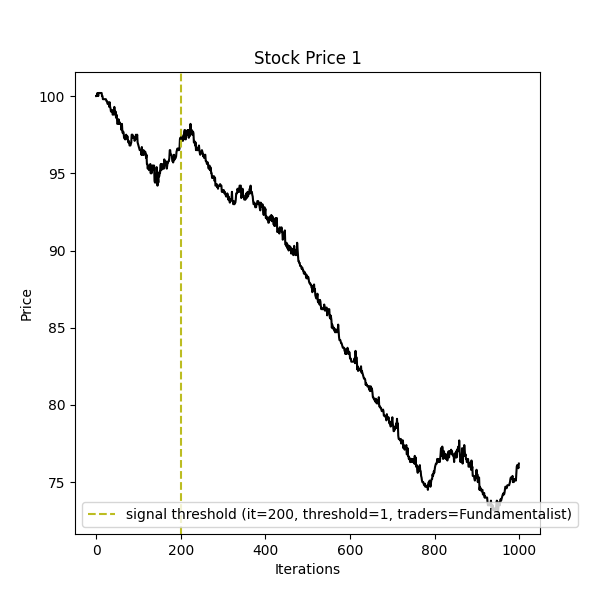 Stock Price 1
100
95
90
85
80
75
Price
signal threshold (it=200, threshold=1, traders=Fundamentalist)
0 200 400 600 800 1000
Iterations